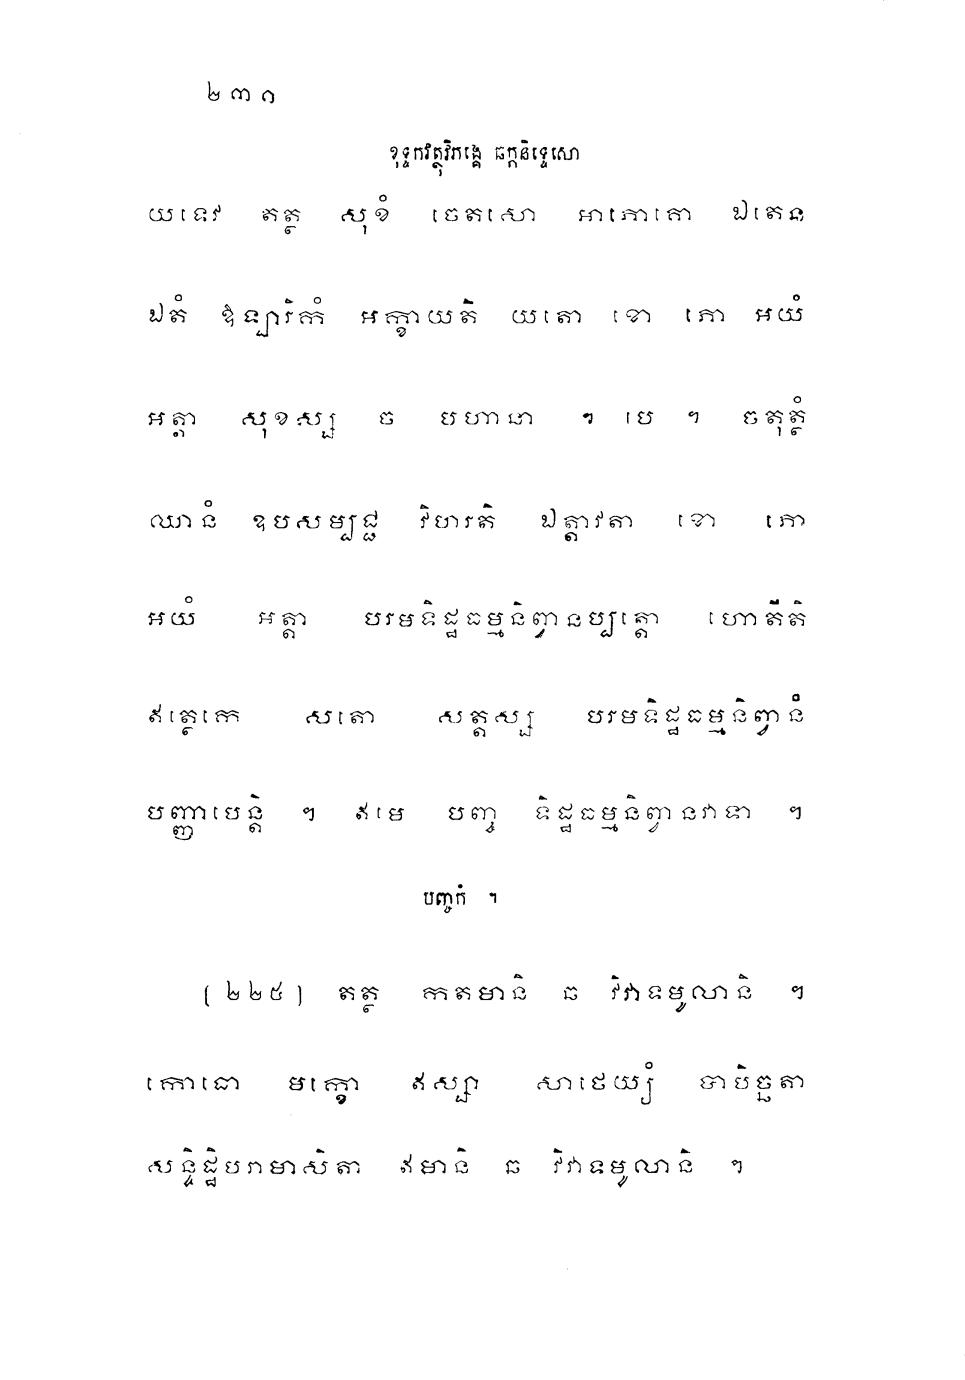 ២៣១
ខុទ្ទកវត្ថុវិភង្គេ ឆក្កនិទ្ទេសោ
យទេវ តត្ថ សុខំ ចេតសោ អាភោគោ ឯតេន
ឯតំ ឱឡ្ហារិកំ អក្ខាយតិ យតោ ខោ ភោ អយំ
អត្តា សុខស្ស ច បហានា ។ បេ ។ ចតុត្ថំ
ឈានំ ឧបសម្បជ្ជ វិហរតិ ឯត្តាវតា ខោ ភោ
អយំ អត្តា បរមទិដ្ឋធម្មនិព្វានប្បត្តោ ហោតីតិ
ឥត្ថេកេ សតោ សត្តស្ស បរមទិដ្ឋធម្មនិព្វានំ
បញ្ញាបេន្តិ ។ ឥមេ បញ្ច ទិដ្ឋធម្មនិព្វានវាទា ។
បញ្ចកំ ។
(២២៥) តត្ថ កតមានិ ឆ វិវាទមូលានិ ។
កោធោ មក្ខោ ឥស្សា សាថេយ្យំ បាបិច្ឆតា
សន្ទិដ្ឋិបរាមាសិតា ឥមានិ ឆ វិវាទមូលានិ ។